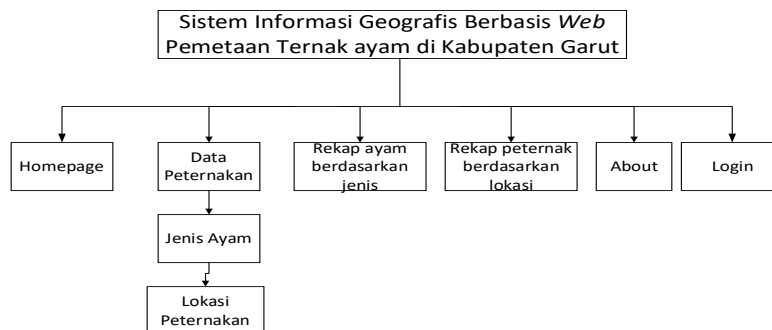 Sistem Informasi Geografis Berbasis Web
Pemetaan Ternak ayam di Kabupaten Garut
Homepage
Data
Peternakan
Rekap ayam
berdasarkan
jenis
Rekap peternak
berdasarkan
lokasi
About
Login
Jenis Ayam
Lokasi
Peternakan